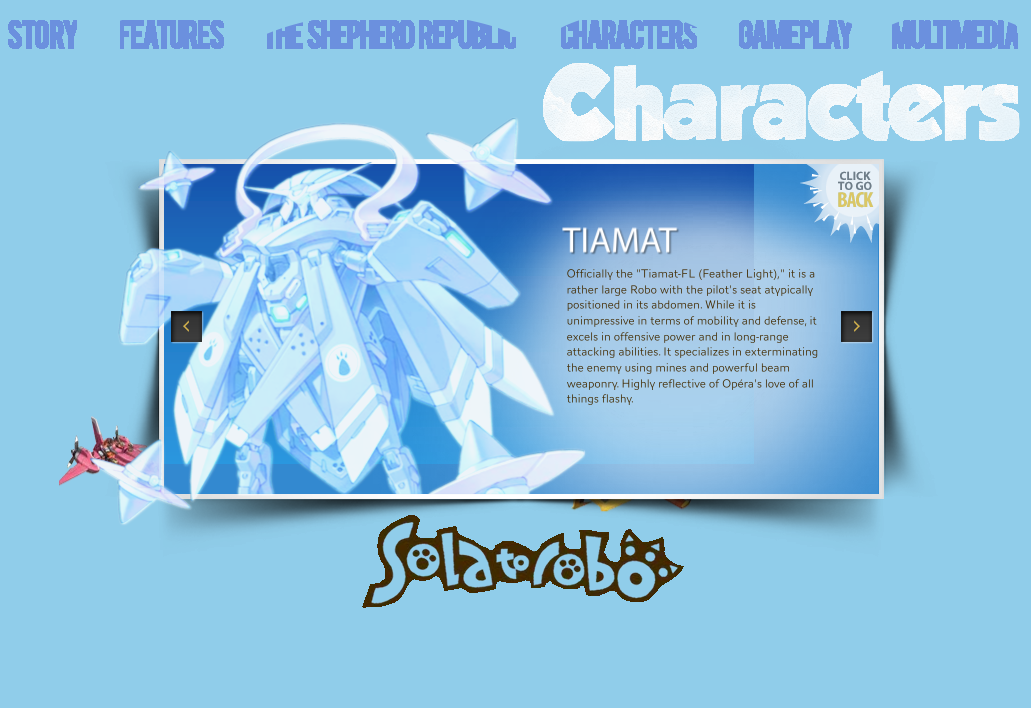 STORY
FEATURES
THE SHEPHERD REPUBLIC
CHARACTERS
GAMEPLAY
MULTIMEDIA
Characters
CLICK
TO GO
BACK
TIAMAT
Officially the "Tiamat-FL (Feather Light)," it is a
rather large Robo with the pilot's seat atypically
positioned in its abdomen. While it is
unimpressive in terms of mobility and defense, it
excels in offensive power and in long-range
attacking abilities. It specializes in exterminating
the enemy using mines and powerful beam
weaponry. Highly reflective of Opéra's love of all
things flashy.
Solatorobo